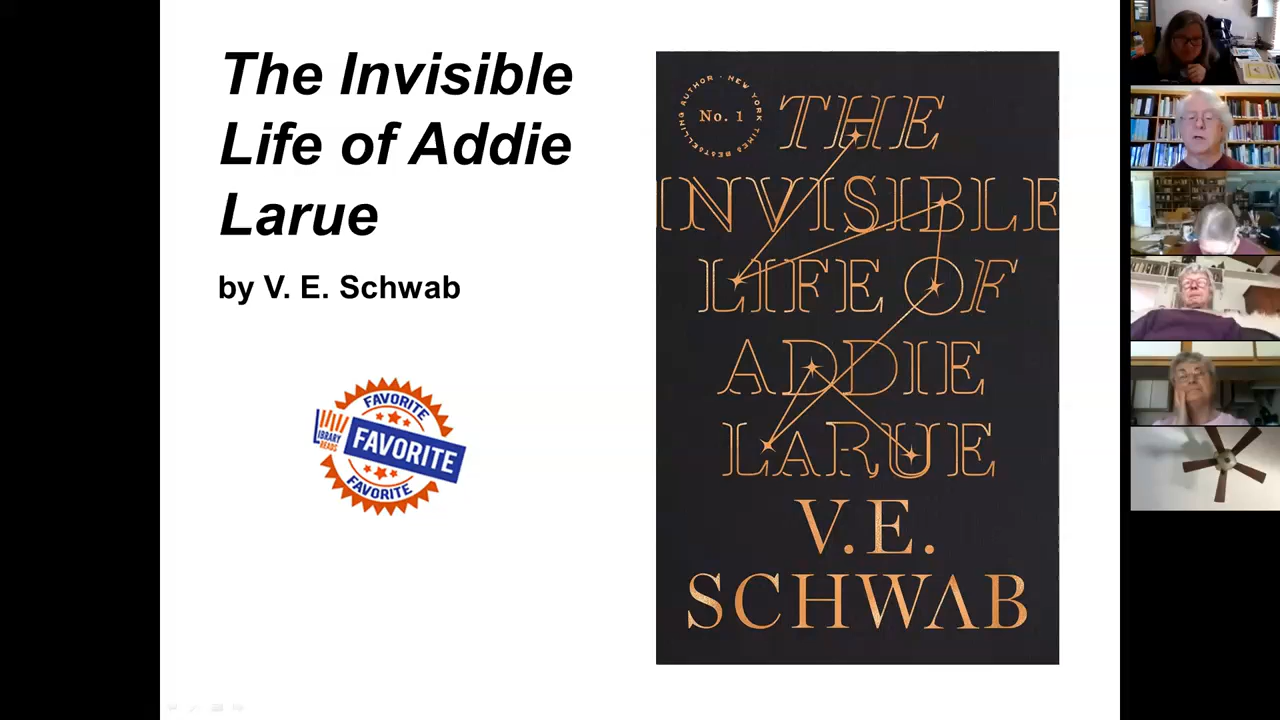 The Invisible
Life of Addie
Larue
by V. E. Schwab
FAVORITE
LIBRARY
READS
FAVORITE
FAVORITE
AUTHOR · NEW YORK TIMES BESTSELLING
No. 1
THE
INVISIBLE
LIFE OF
ADDIE
LARUE
V. E.
SCHWAB